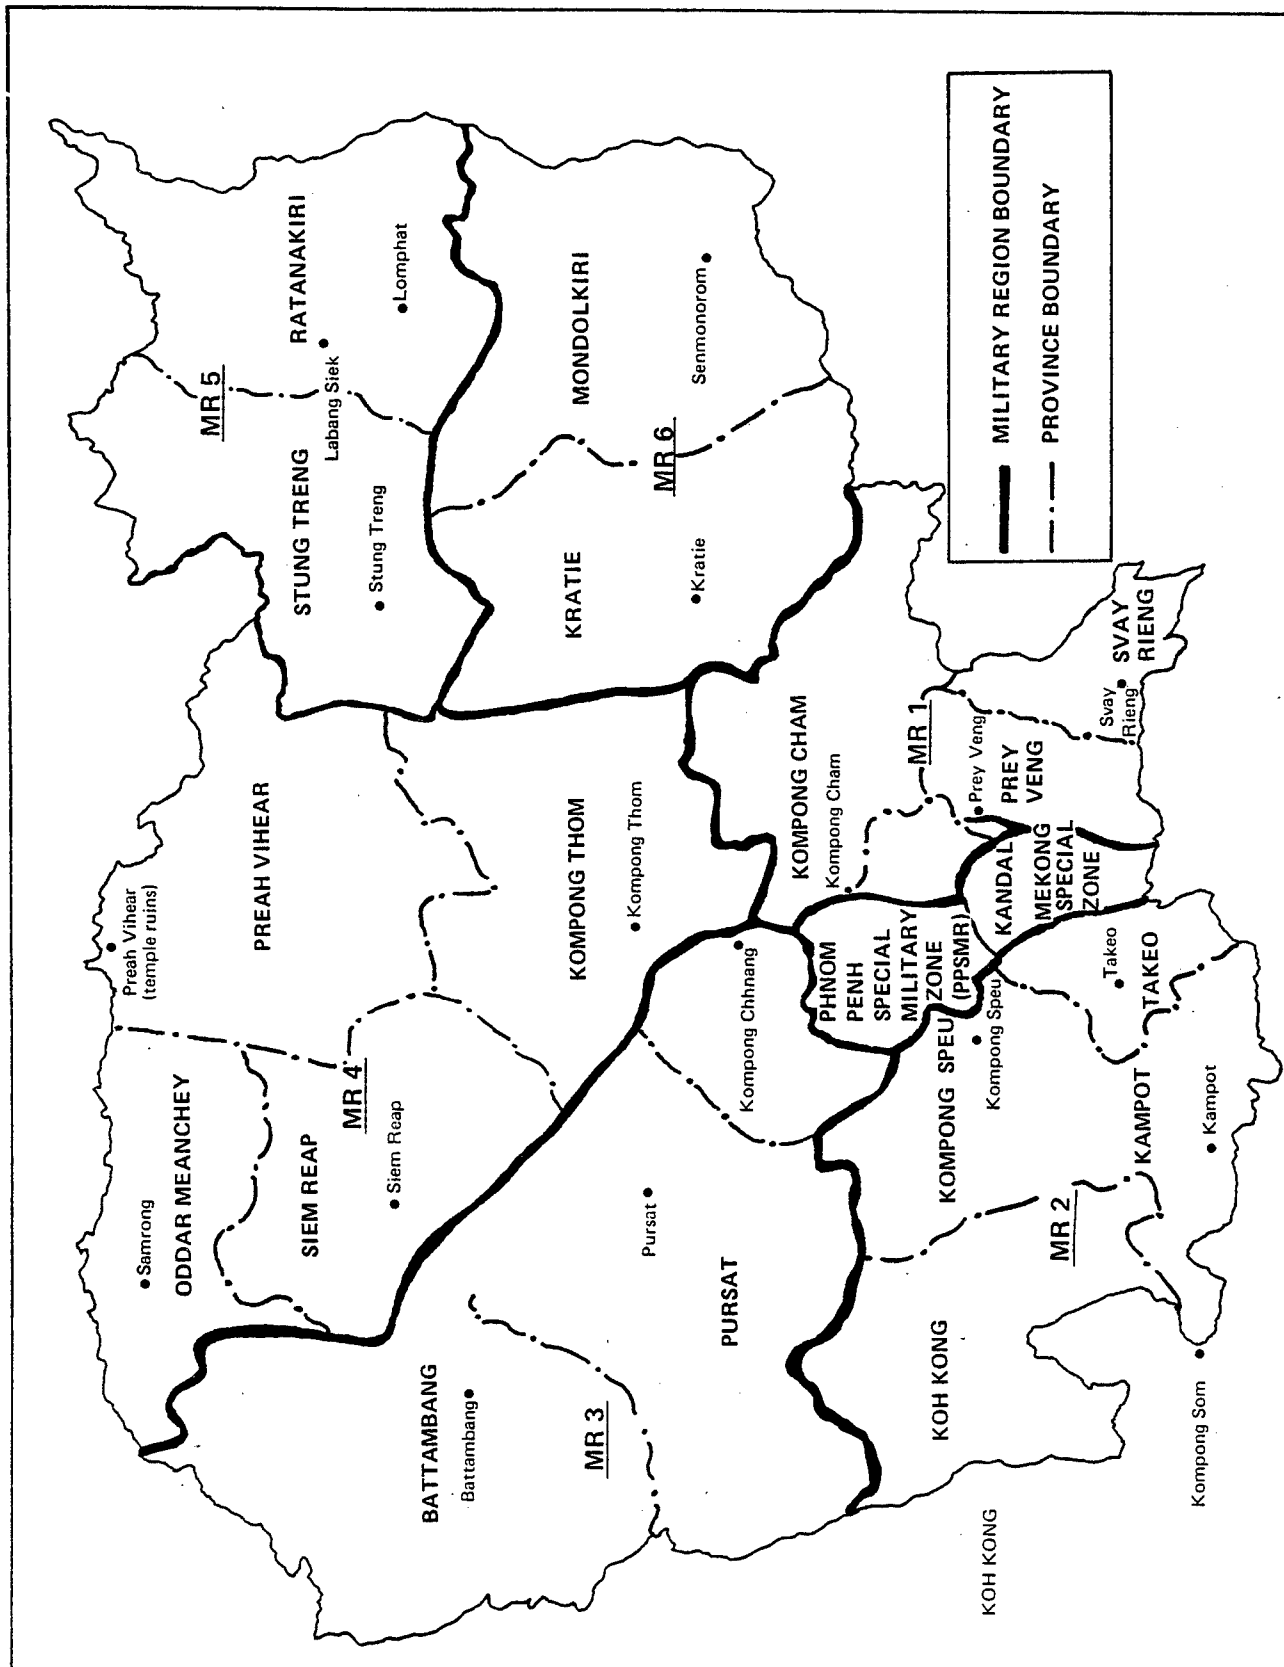 Samrong
ODDAR MEANCHEY
Preah Vihear
(temple ruins)
PREAH VIHEAR
SIEM REAP
MR 4
Siem Reap
BATTAMBANG
Battambang
MR 3
KOMPONG THOM
Kompong Thom
STUNG TRENG
Stung Treng
MR 5
RATANAKIRI
Labang Siek
Lomphat
MONDOLKIRI
Senmonorom
MR 6
KRATIE
Kratie
Pursat
PURSAT
Kompong Chhnang
KOMPONG CHAM
Kompong Cham
MR 1
PHNOM
PENH
SPECIAL
MILITARY
ZONE
(PPSMR)
KOMPONG SPEU
Kompong Speu
Prey Veng
PREY
VENG
KANDAL
MEKONG
SPECIAL
ZONE
Svay
Rieng
SVAY
RIENG
Takeo
TAKEO
KAMPOT
Kampot
MR 2
KOH KONG
KOH KONG
Kompong Som
MILITARY REGION BOUNDARY
PROVINCE BOUNDARY